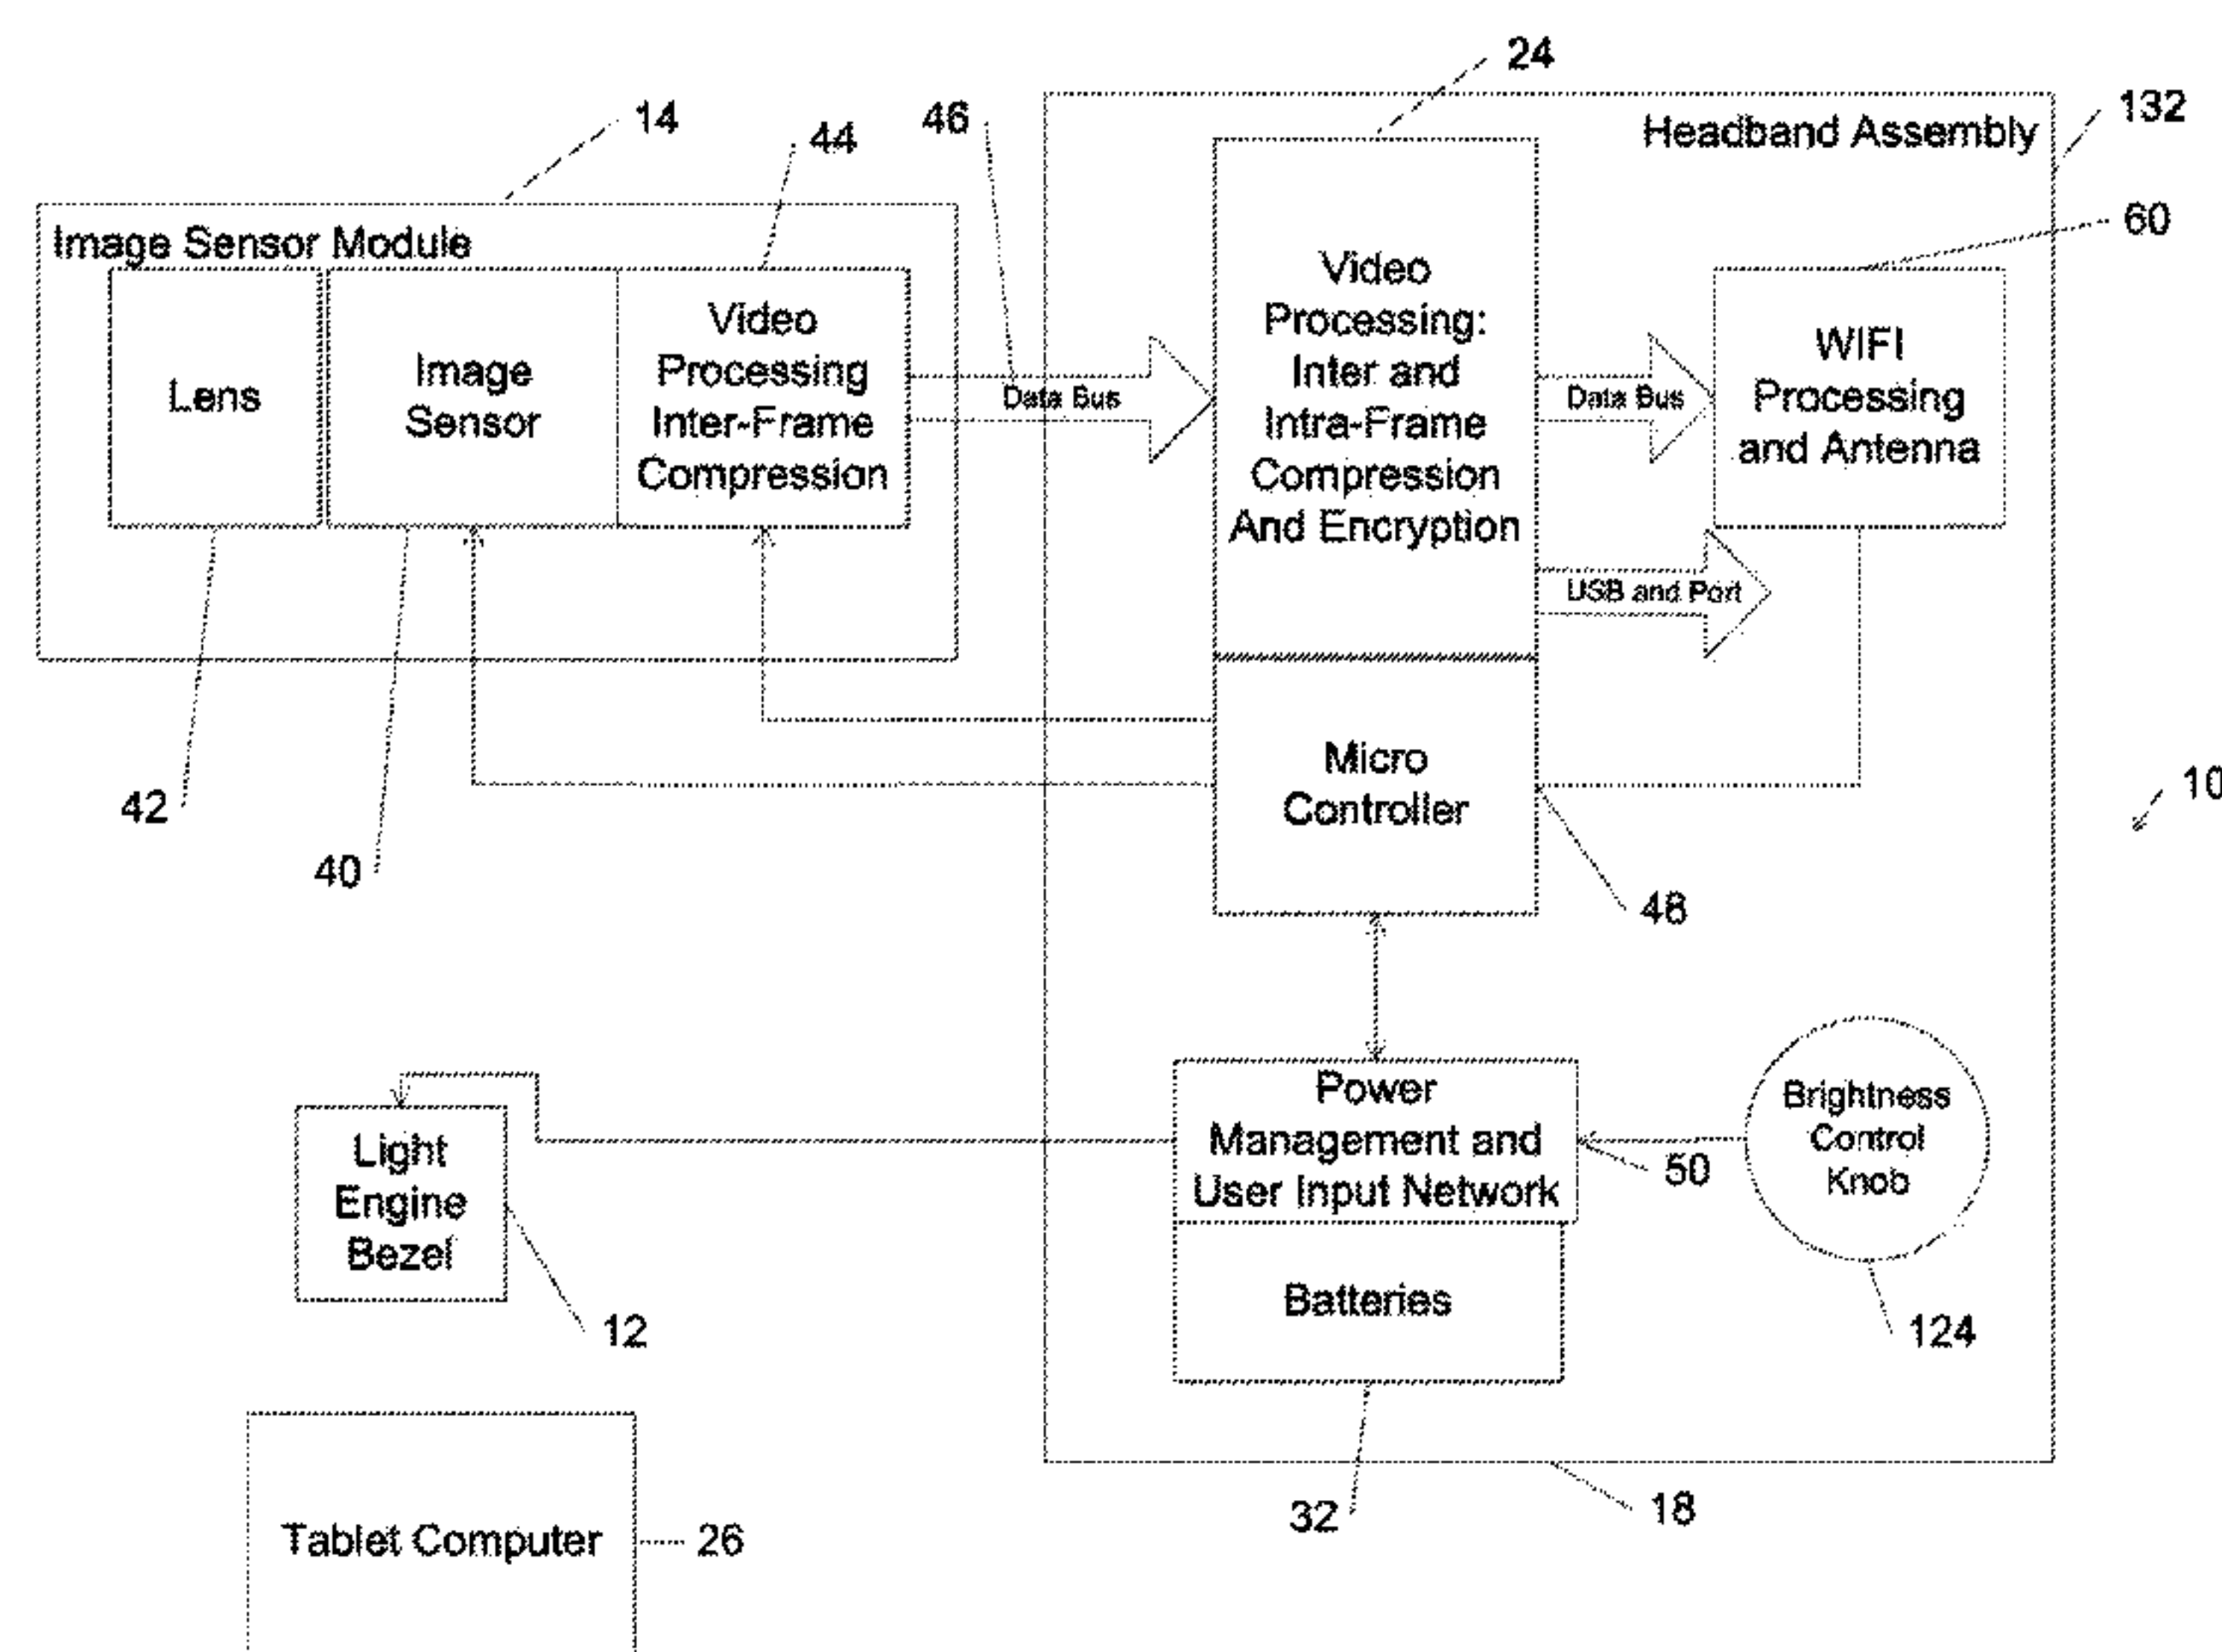 24
132
Headband Assembly
14
44
46
60
Image Sensor Module
Lens
Image
Sensor
Video
Processing
Inter-Frame
Compression
Data Bus
Video
Processing:
Inter and
Intra-Frame
Compression
And Encryption
Data Bus
WIFI
Processing
and Antenna
USB and Port
42
40
Micro
Controller
48
10
Light
Engine
Bezel
12
Power
Management and
User Input Network
50
Brightness
Control
Knob
124
Batteries
32
18
Tablet Computer
26